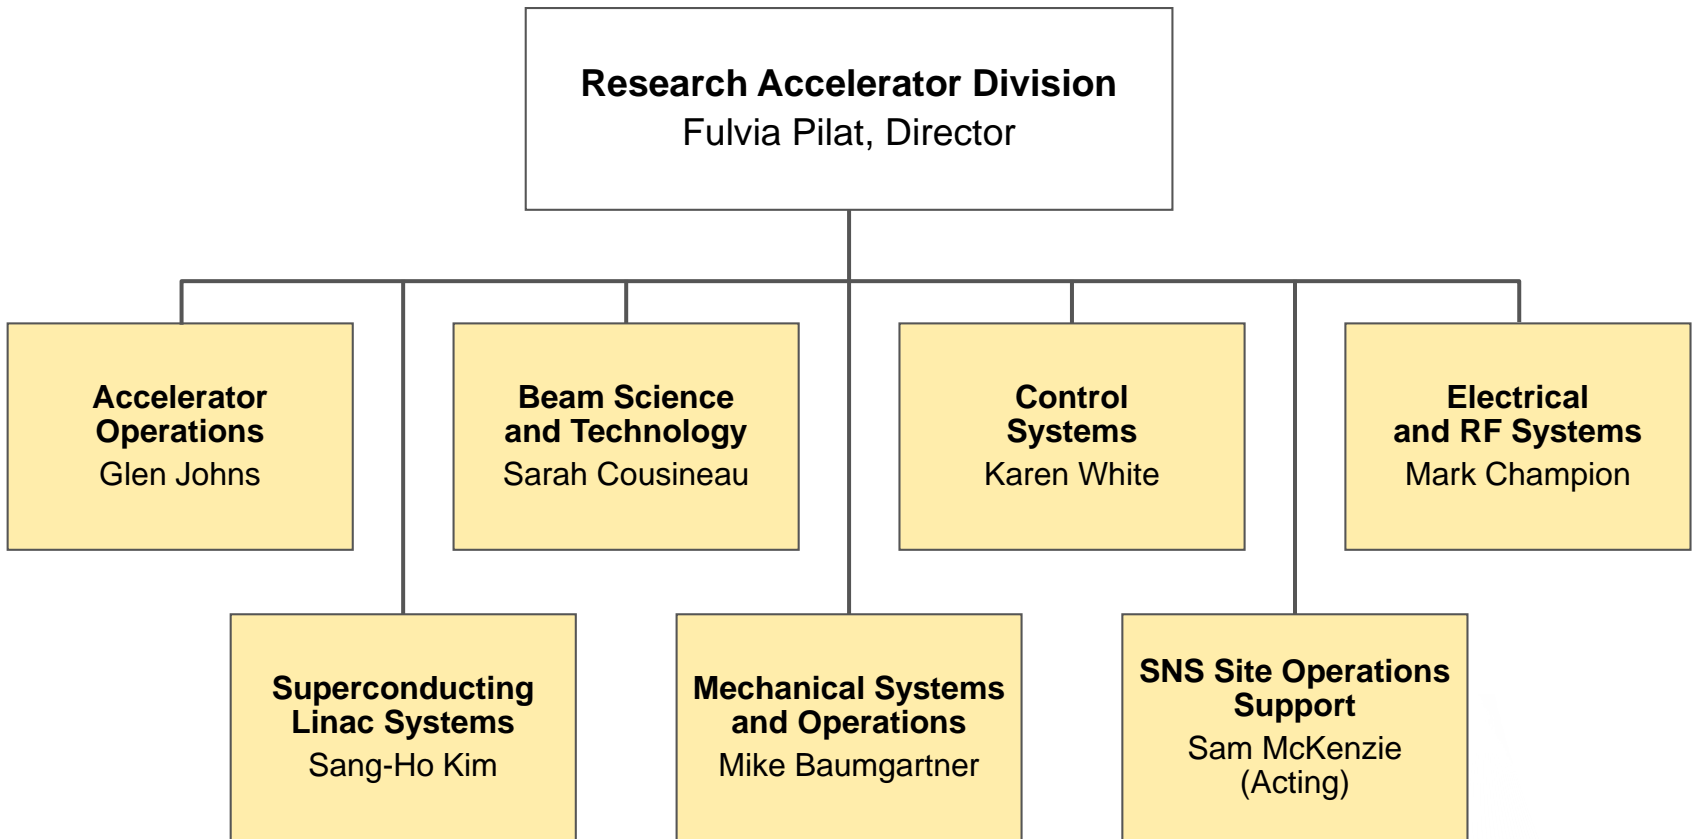 Research Accelerator Division
Fulvia Pilat, Director
Accelerator
Operations
Glen Johns
Beam Science
and Technology
Sarah Cousineau
Control
Systems
Karen White
Electrical
and RF Systems
Mark Champion
Superconducting
Linac Systems
Sang-Ho Kim
Mechanical Systems
and Operations
Mike Baumgartner
SNS Site Operations
Support
Sam McKenzie
(Acting)